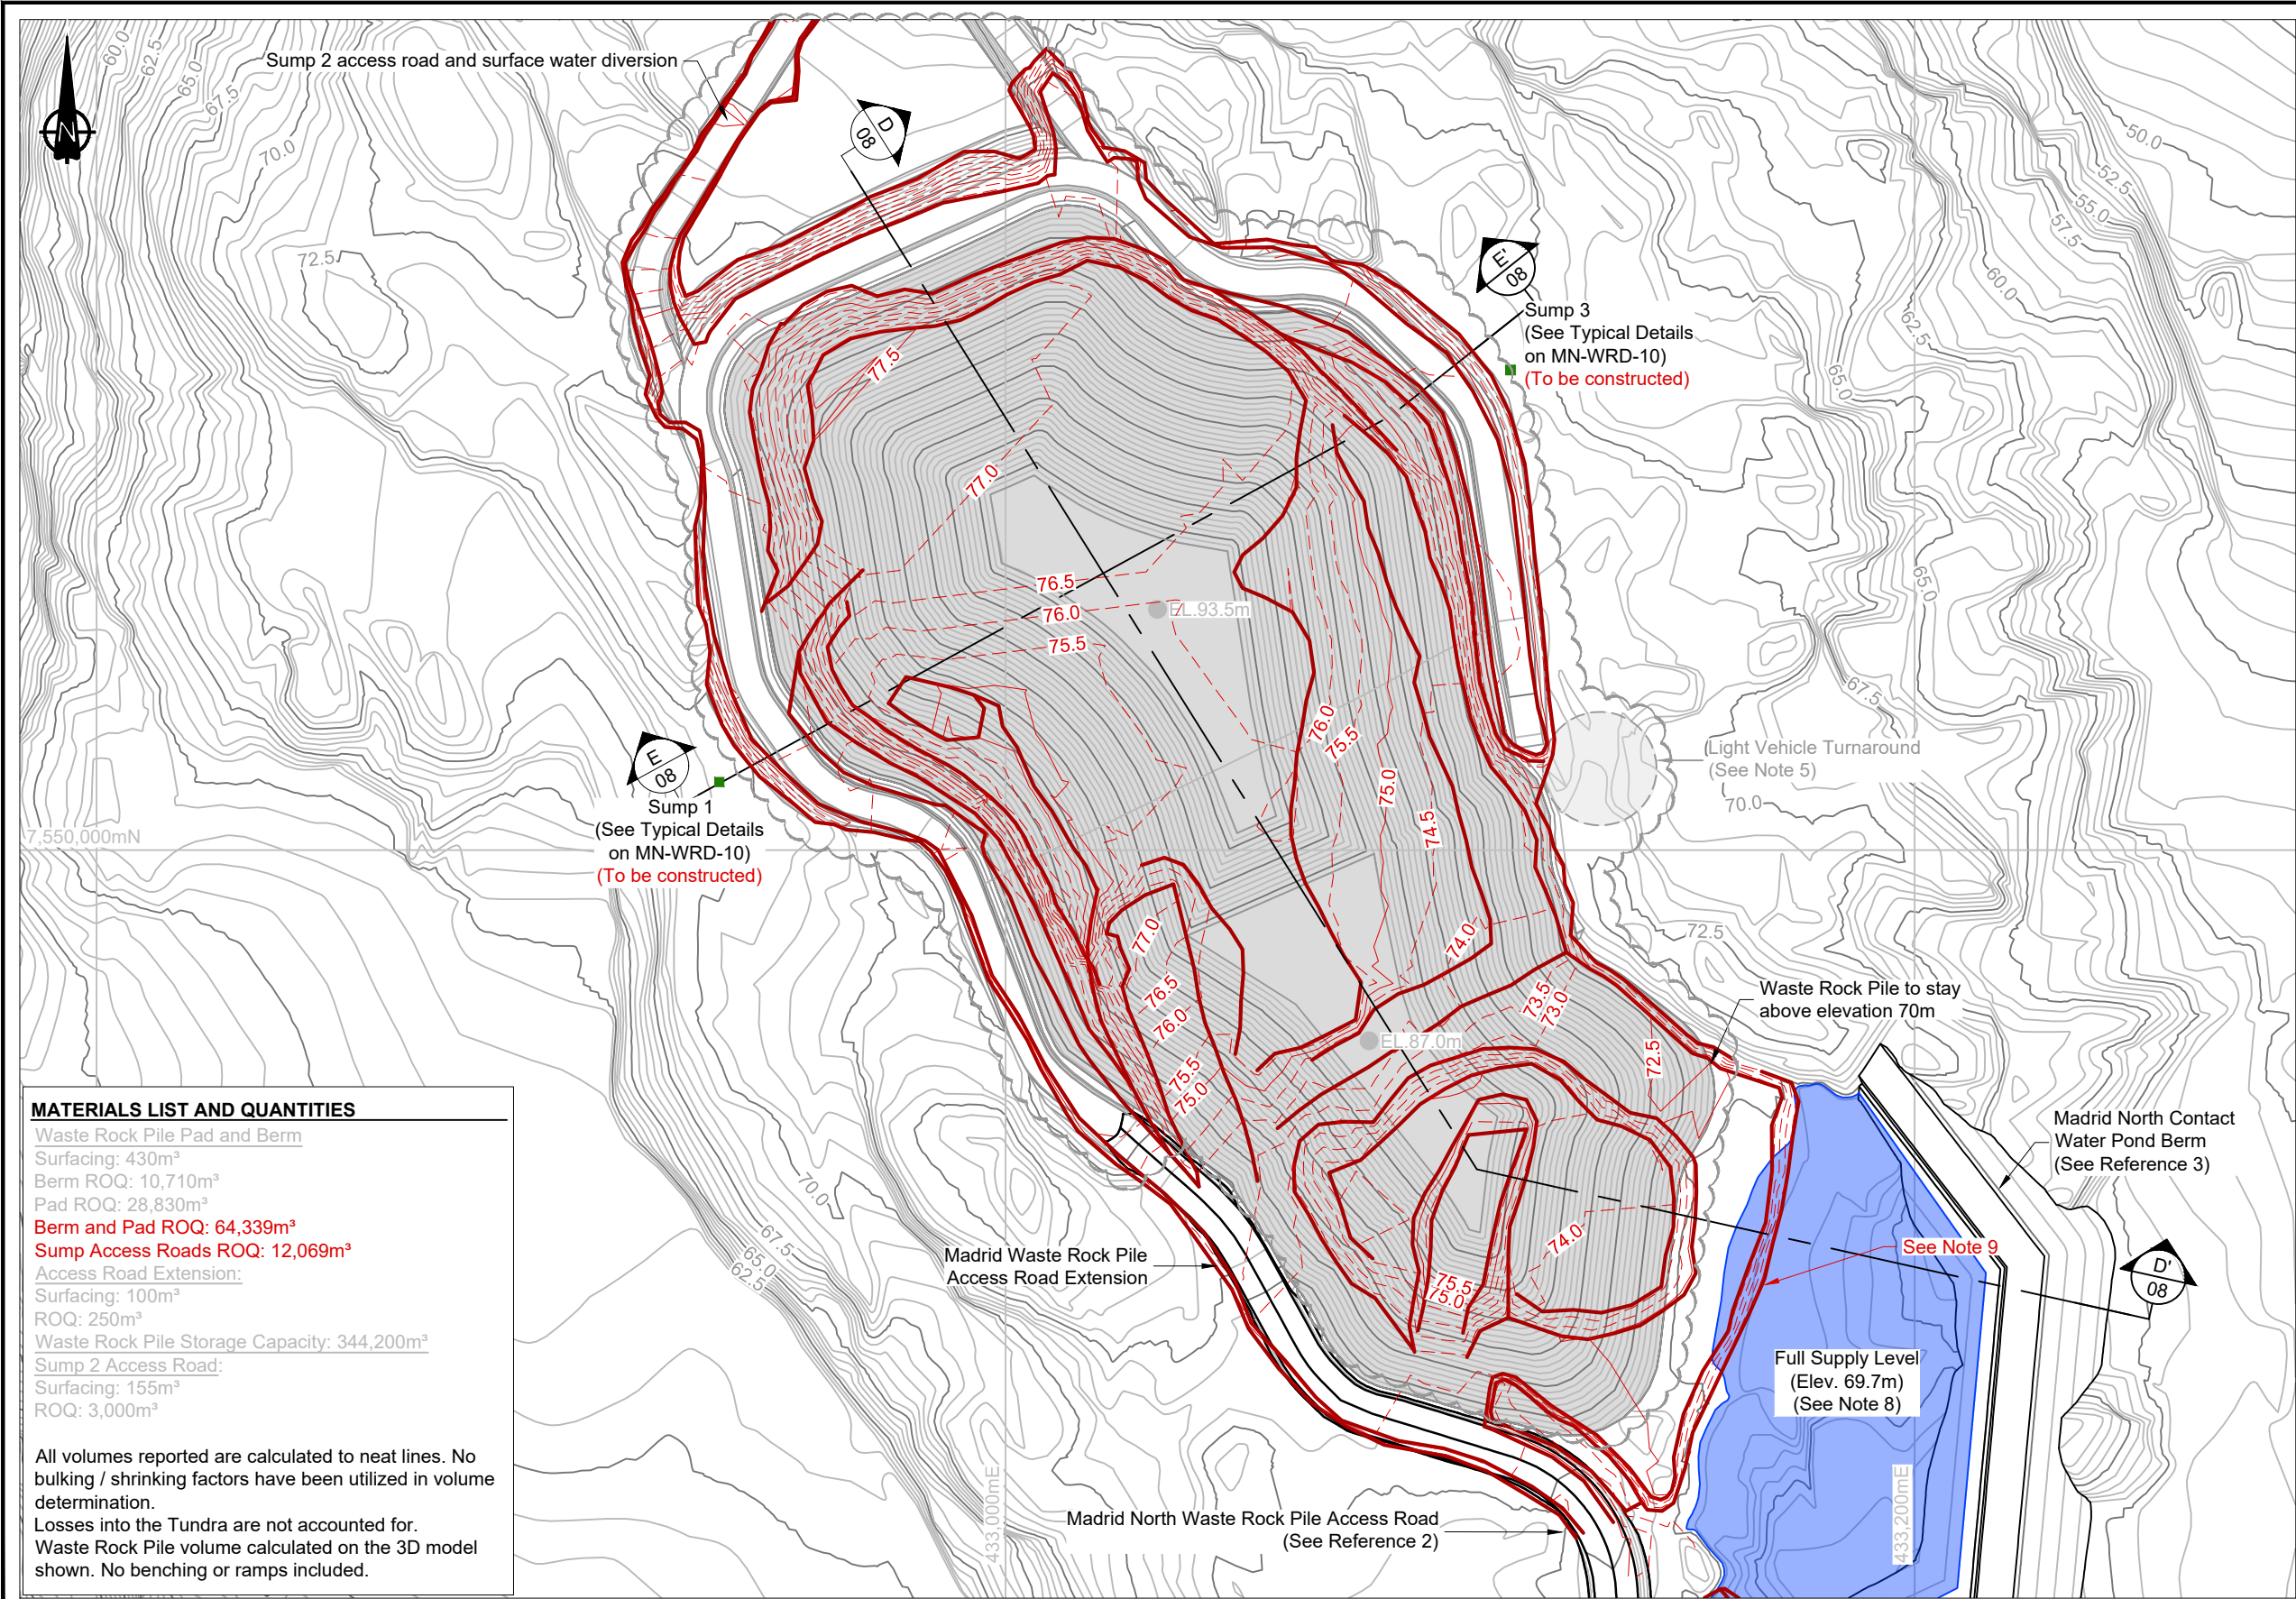 60.0
62.5
65.0
67.5
70.0
72.5
N
Sump 2 access road and surface water diversion
D
08
E'
08
Sump 3
(See Typical Details
on MN-WRD-10)
(To be constructed)
50.0
52.5
55.0
57.5
60.0
62.5
65.0
65.0
67.5
77.5
77.0
76.5
76.0
75.5
EL.93.5m
76.0
75.5
75.0
74.5
74.0
Light Vehicle Turnaround
(See Note 5)
70.0
72.5
E
08
Sump 1
(See Typical Details
on MN-WRD-10)
(To be constructed)
7,550,000mN
77.0
76.5
76.0
75.5
75.0
EL.87.0m
73.5
73.0
72.5
74.0
75.5
75.0
Waste Rock Pile to stay
above elevation 70m
Madrid North Contact
Water Pond Berm
(See Reference 3)
See Note 9
D'
08
Full Supply Level
(Elev. 69.7m)
(See Note 8)
433,200mE
433,000mE
70.0
67.5
65.0
62.5
Madrid Waste Rock Pile
Access Road Extension
Madrid North Waste Rock Pile Access Road
(See Reference 2)
MATERIALS LIST AND QUANTITIES
Waste Rock Pile Pad and Berm
Surfacing: 430m³
Berm ROQ: 10,710m³
Pad ROQ: 28,830m³
Berm and Pad ROQ: 64,339m³
Sump Access Roads ROQ: 12,069m³
Access Road Extension:
Surfacing: 100m³
ROQ: 250m³
Waste Rock Pile Storage Capacity: 344,200m³
Sump 2 Access Road:
Surfacing: 155m³
ROQ: 3,000m³
All volumes reported are calculated to neat lines. No
bulking / shrinking factors have been utilized in volume
determination.
Losses into the Tundra are not accounted for.
Waste Rock Pile volume calculated on the 3D model
shown. No benching or ramps included.